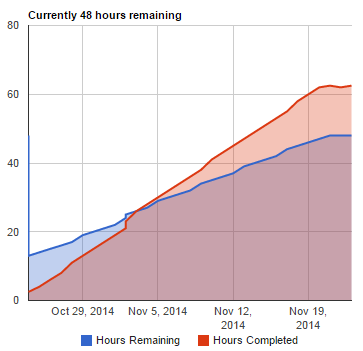 Currently 48 hours remaining
80
60
40
20
0
Oct 29, 2014
Nov 5, 2014
Nov 12,
2014
Nov 19,
2014
Hours Remaining
Hours Completed